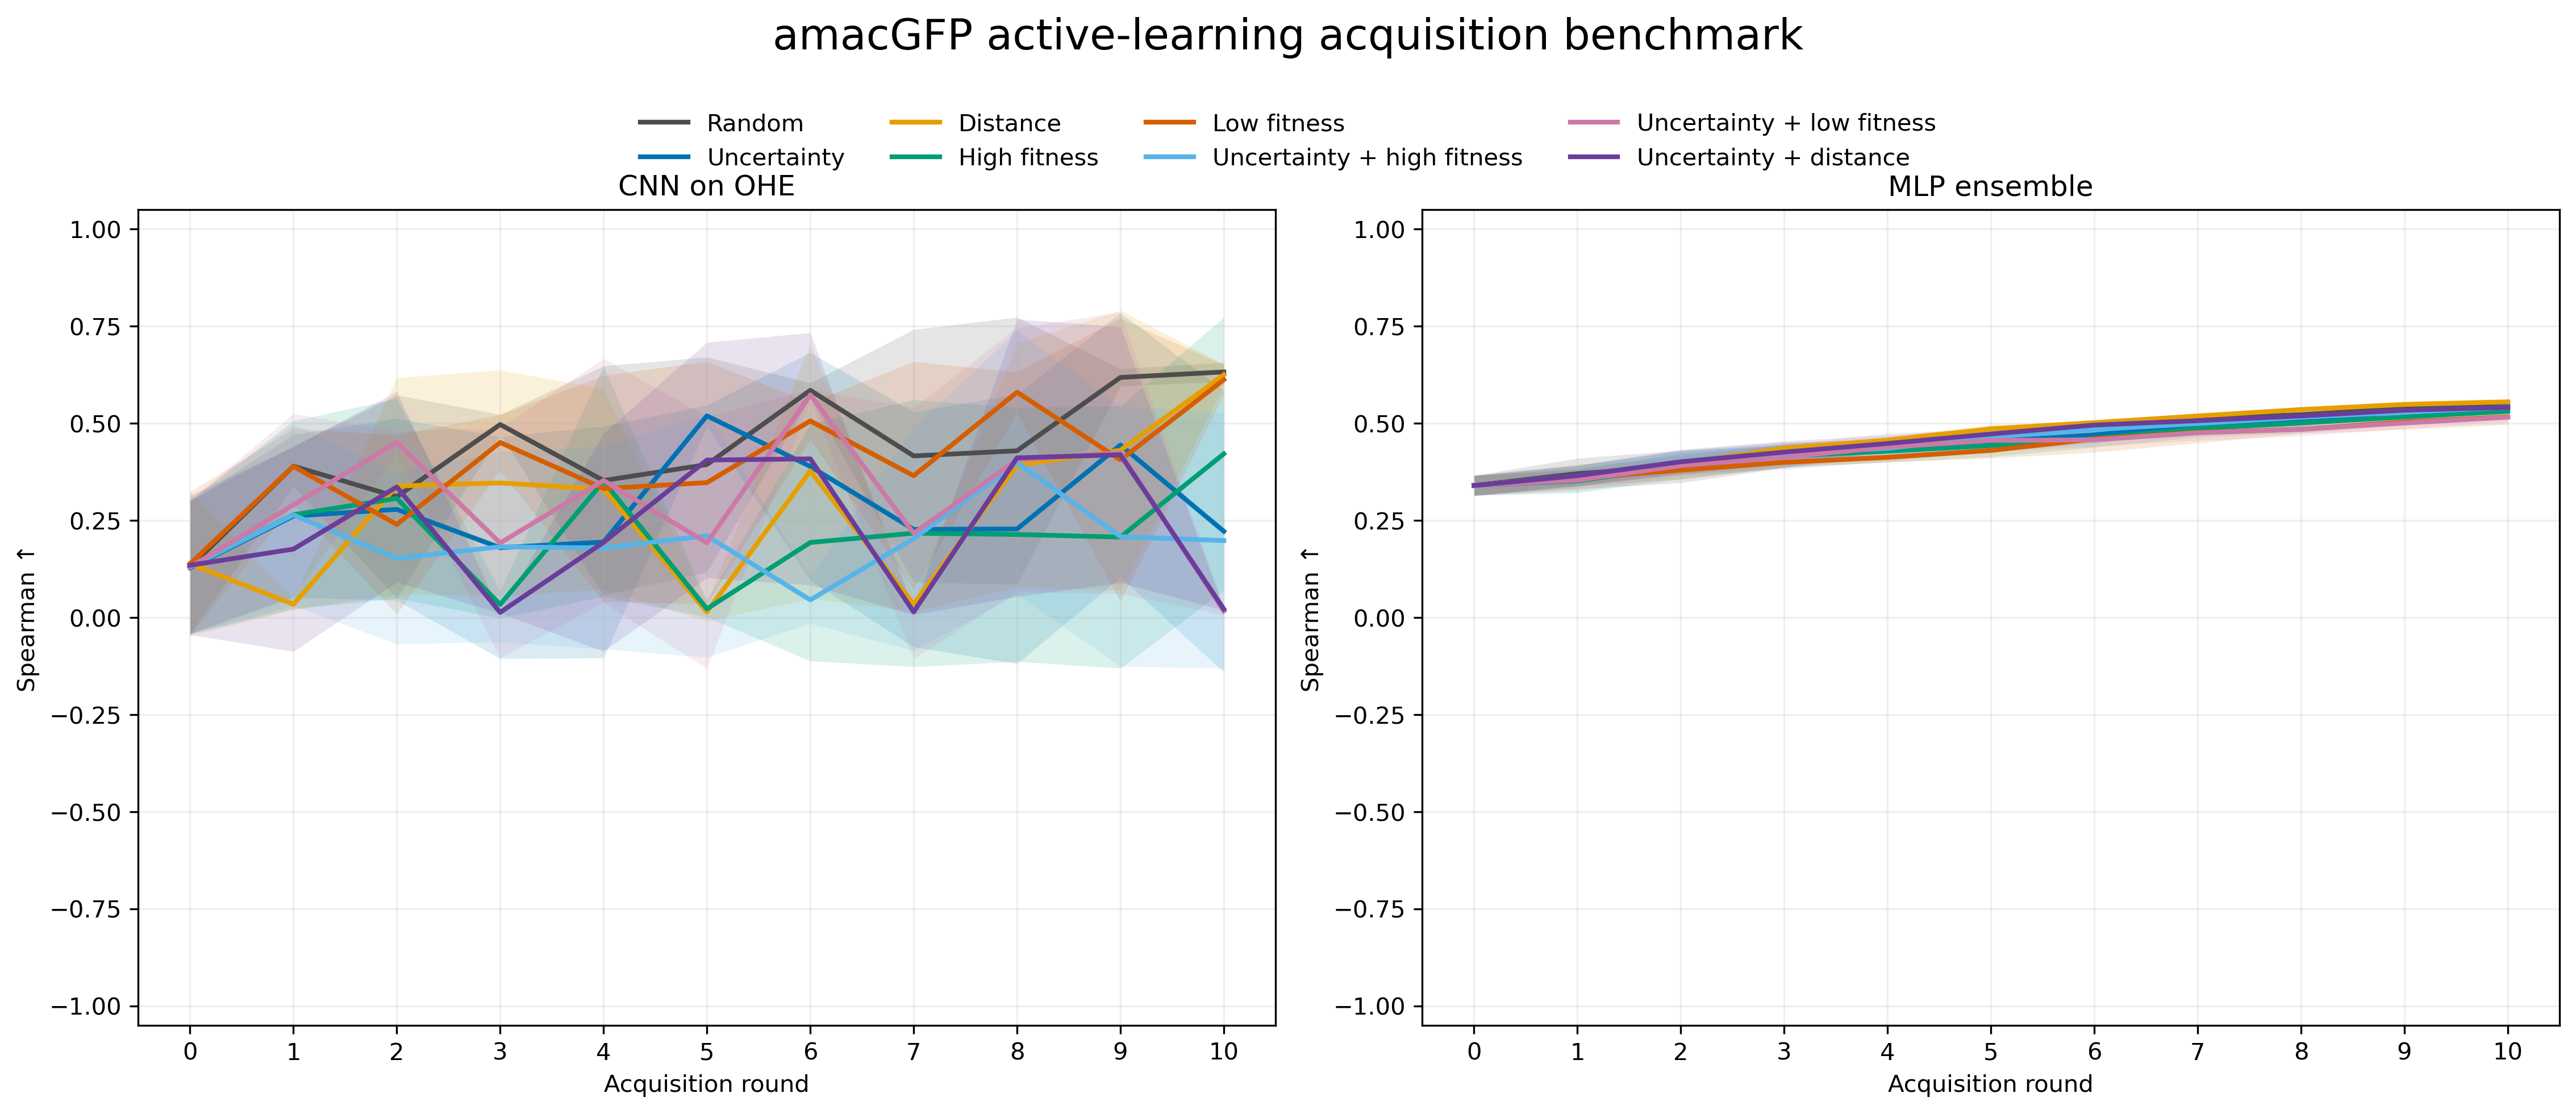 amacGFP active-learning acquisition benchmark
Random
Uncertainty
Distance
High fitness
Low fitness
Uncertainty + high fitness
Uncertainty + low fitness
Uncertainty + distance
CNN on OHE
1.00
0.75
0.50
0.25
0.00
−0.25
−0.50
−0.75
−1.00
Spearman ↑
0 1 2 3 4 5 6 7 8 9 10
Acquisition round
MLP ensemble
1.00
0.75
0.50
0.25
0.00
−0.25
−0.50
−0.75
−1.00
Spearman ↑
0 1 2 3 4 5 6 7 8 9 10
Acquisition round